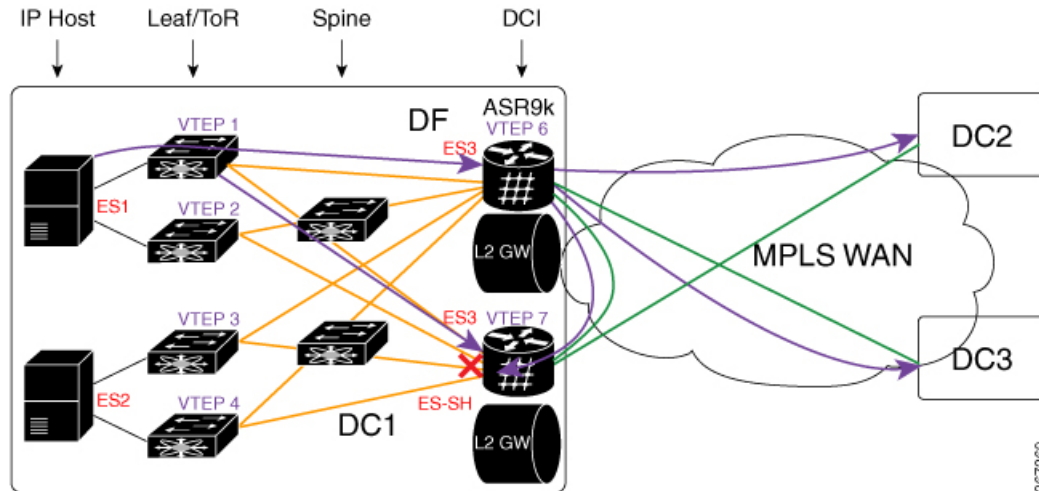 IP Host
Leaf/ToR
Spine
DCI
DF
ASR9k
VTEP 1
VTEP 6
ES3
DC2
ES1
VTEP 2
L2 GW
MPLS WAN
VTEP 3
ES3
VTEP 7
DC3
ES2
VTEP 4
ES-SH
DC1
L2 GW